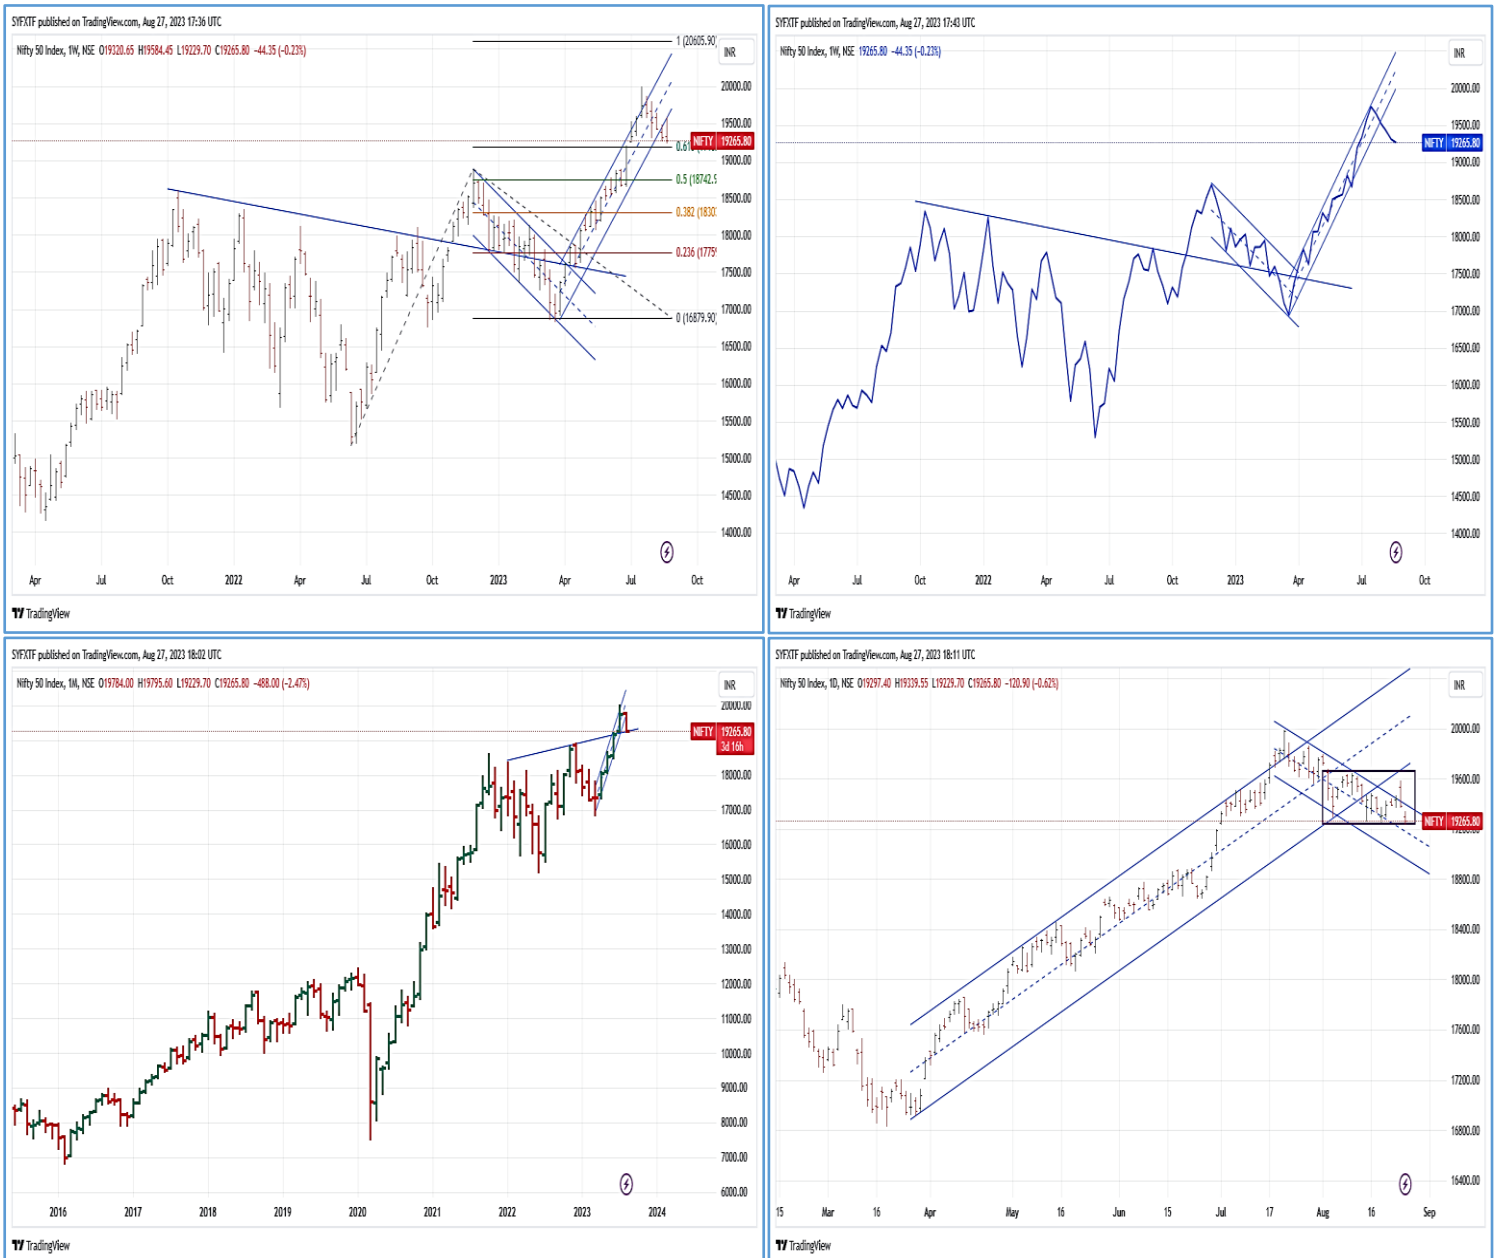 SYFXTF published on TradingView.com, Aug 27, 2023 17:36 UTC
Nifty 50 Index, 1W, NSE O19320.65 H19584.45 L19229.70 C19265.80 −44.35 (−0.23%)
INR
1 (20605.90)
20000.00
19500.00
NIFTY 19265.80
19000.00
0.5 (18742.9
18500.00
0.382 (1830
18000.00
0.236 (1775
17500.00
17000.00
0 (16879.90)
16500.00
16000.00
15500.00
15000.00
14500.00
14000.00
Apr Jul Oct 2022 Apr Jul Oct 2023 Apr Jul Oct
TradingView
SYFXTF published on TradingView.com, Aug 27, 2023 17:43 UTC
Nifty 50 Index, 1W, NSE 19265.80 −44.35 (−0.23%)
INR
20000.00
19500.00
NIFTY 19265.80
19000.00
18500.00
18000.00
17500.00
17000.00
16500.00
16000.00
15500.00
15000.00
14500.00
14000.00
Apr Jul Oct 2022 Apr Jul Oct 2023 Apr Jul Oct
TradingView
SYFXTF published on TradingView.com, Aug 27, 2023 18:02 UTC
Nifty 50 Index, 1M, NSE O19784.00 H19795.60 L19229.70 C19265.80 −488.00 (−2.47%)
INR
20000.00
NIFTY 19265.80
3d 16h
18000.00
17000.00
16000.00
15000.00
14000.00
13000.00
12000.00
11000.00
10000.00
9000.00
8000.00
7000.00
6000.00
2016 2017 2018 2019 2020 2021 2022 2023 2024
TradingView
SYFXTF published on TradingView.com, Aug 27, 2023 18:11 UTC
Nifty 50 Index, 1D, NSE O19297.40 H19339.55 L19229.70 C19265.80 −120.90 (−0.62%)
INR
20000.00
19600.00
NIFTY 19265.80
18800.00
18400.00
18000.00
17600.00
17200.00
16800.00
16400.00
15 Mar 16 Apr May 16 Jun 15 Jul 17 Aug 16 Sep
TradingView